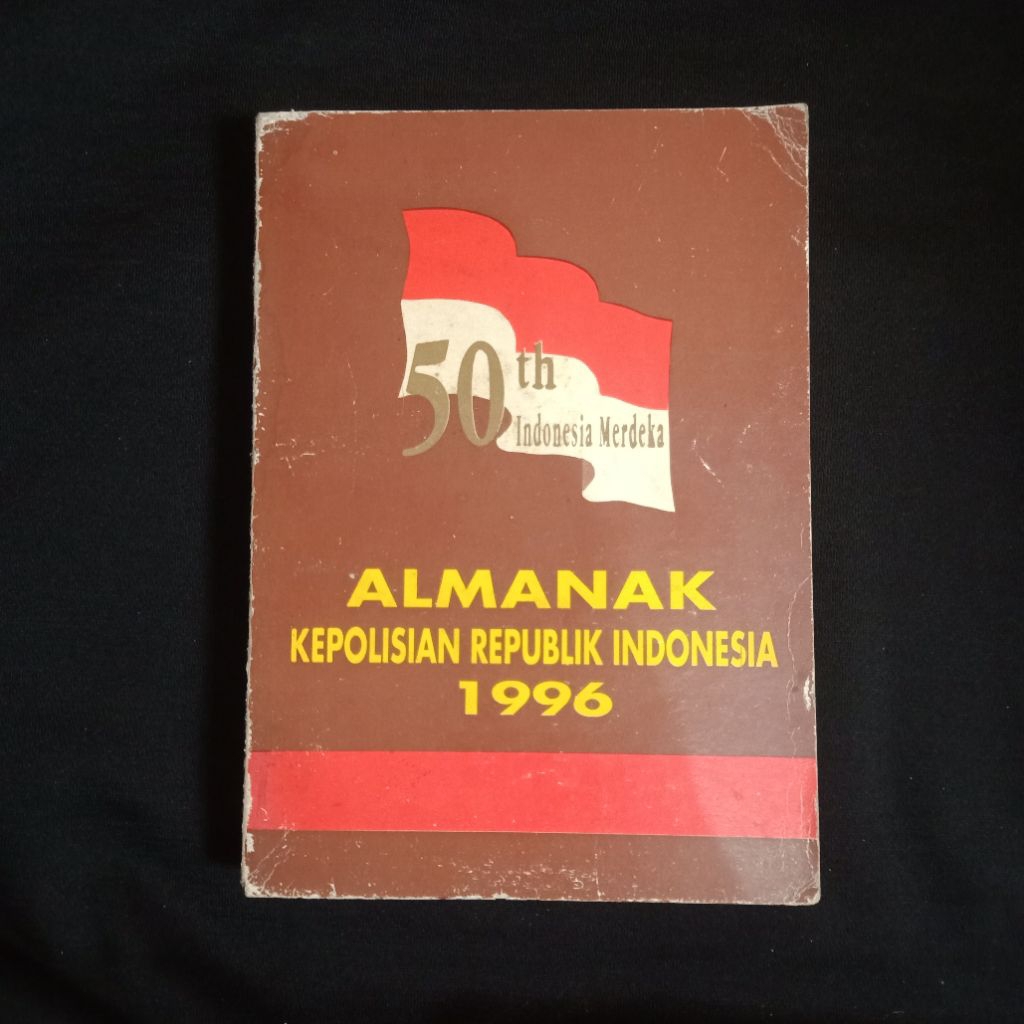 50th
Indonesia Merdeka
ALMANAK
KEPOLISIAN REPUBLIK INDONESIA
1996